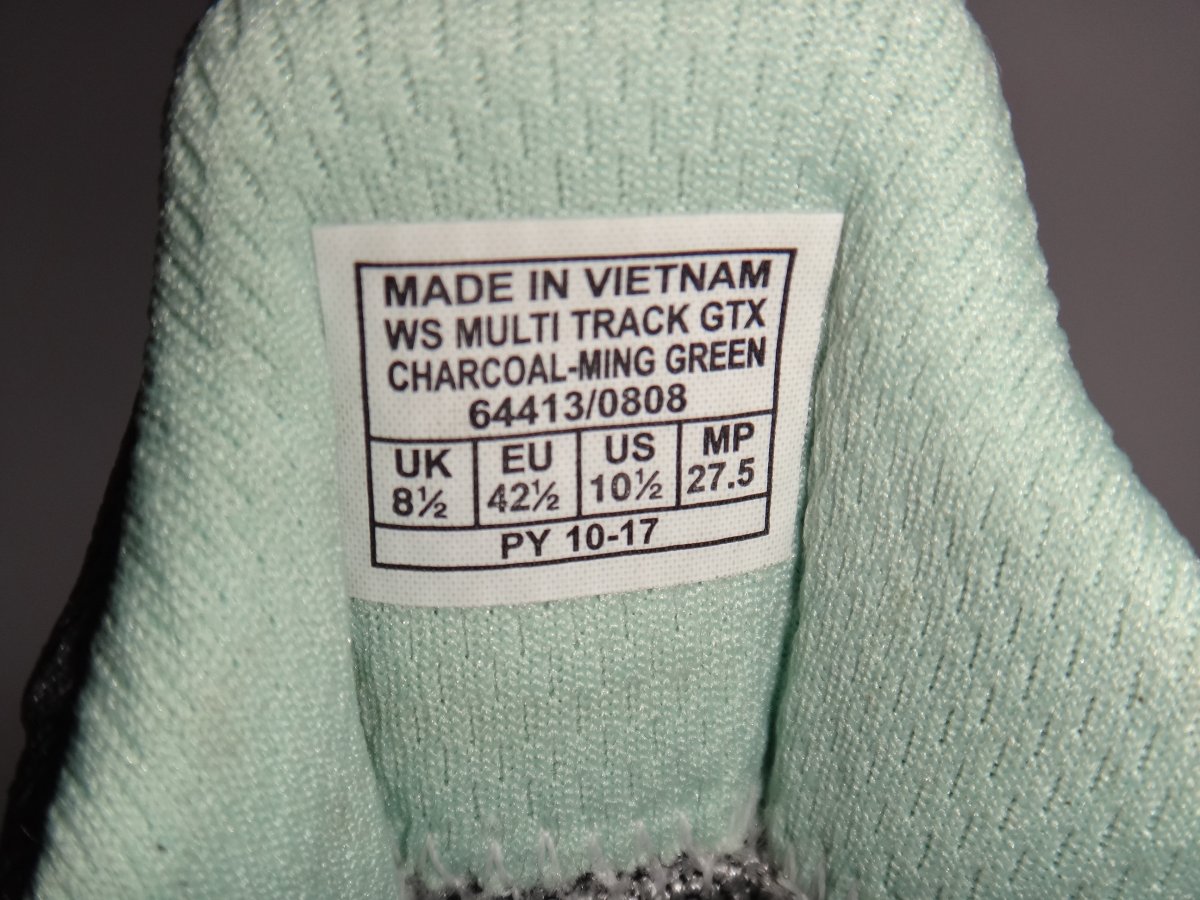 MADE IN VIETNAM
WS MULTI TRACK GTX
CHARCOAL-MING GREEN
64413/0808
UK EU US MP
8½ 42½ 10½ 27.5
PY 10-17